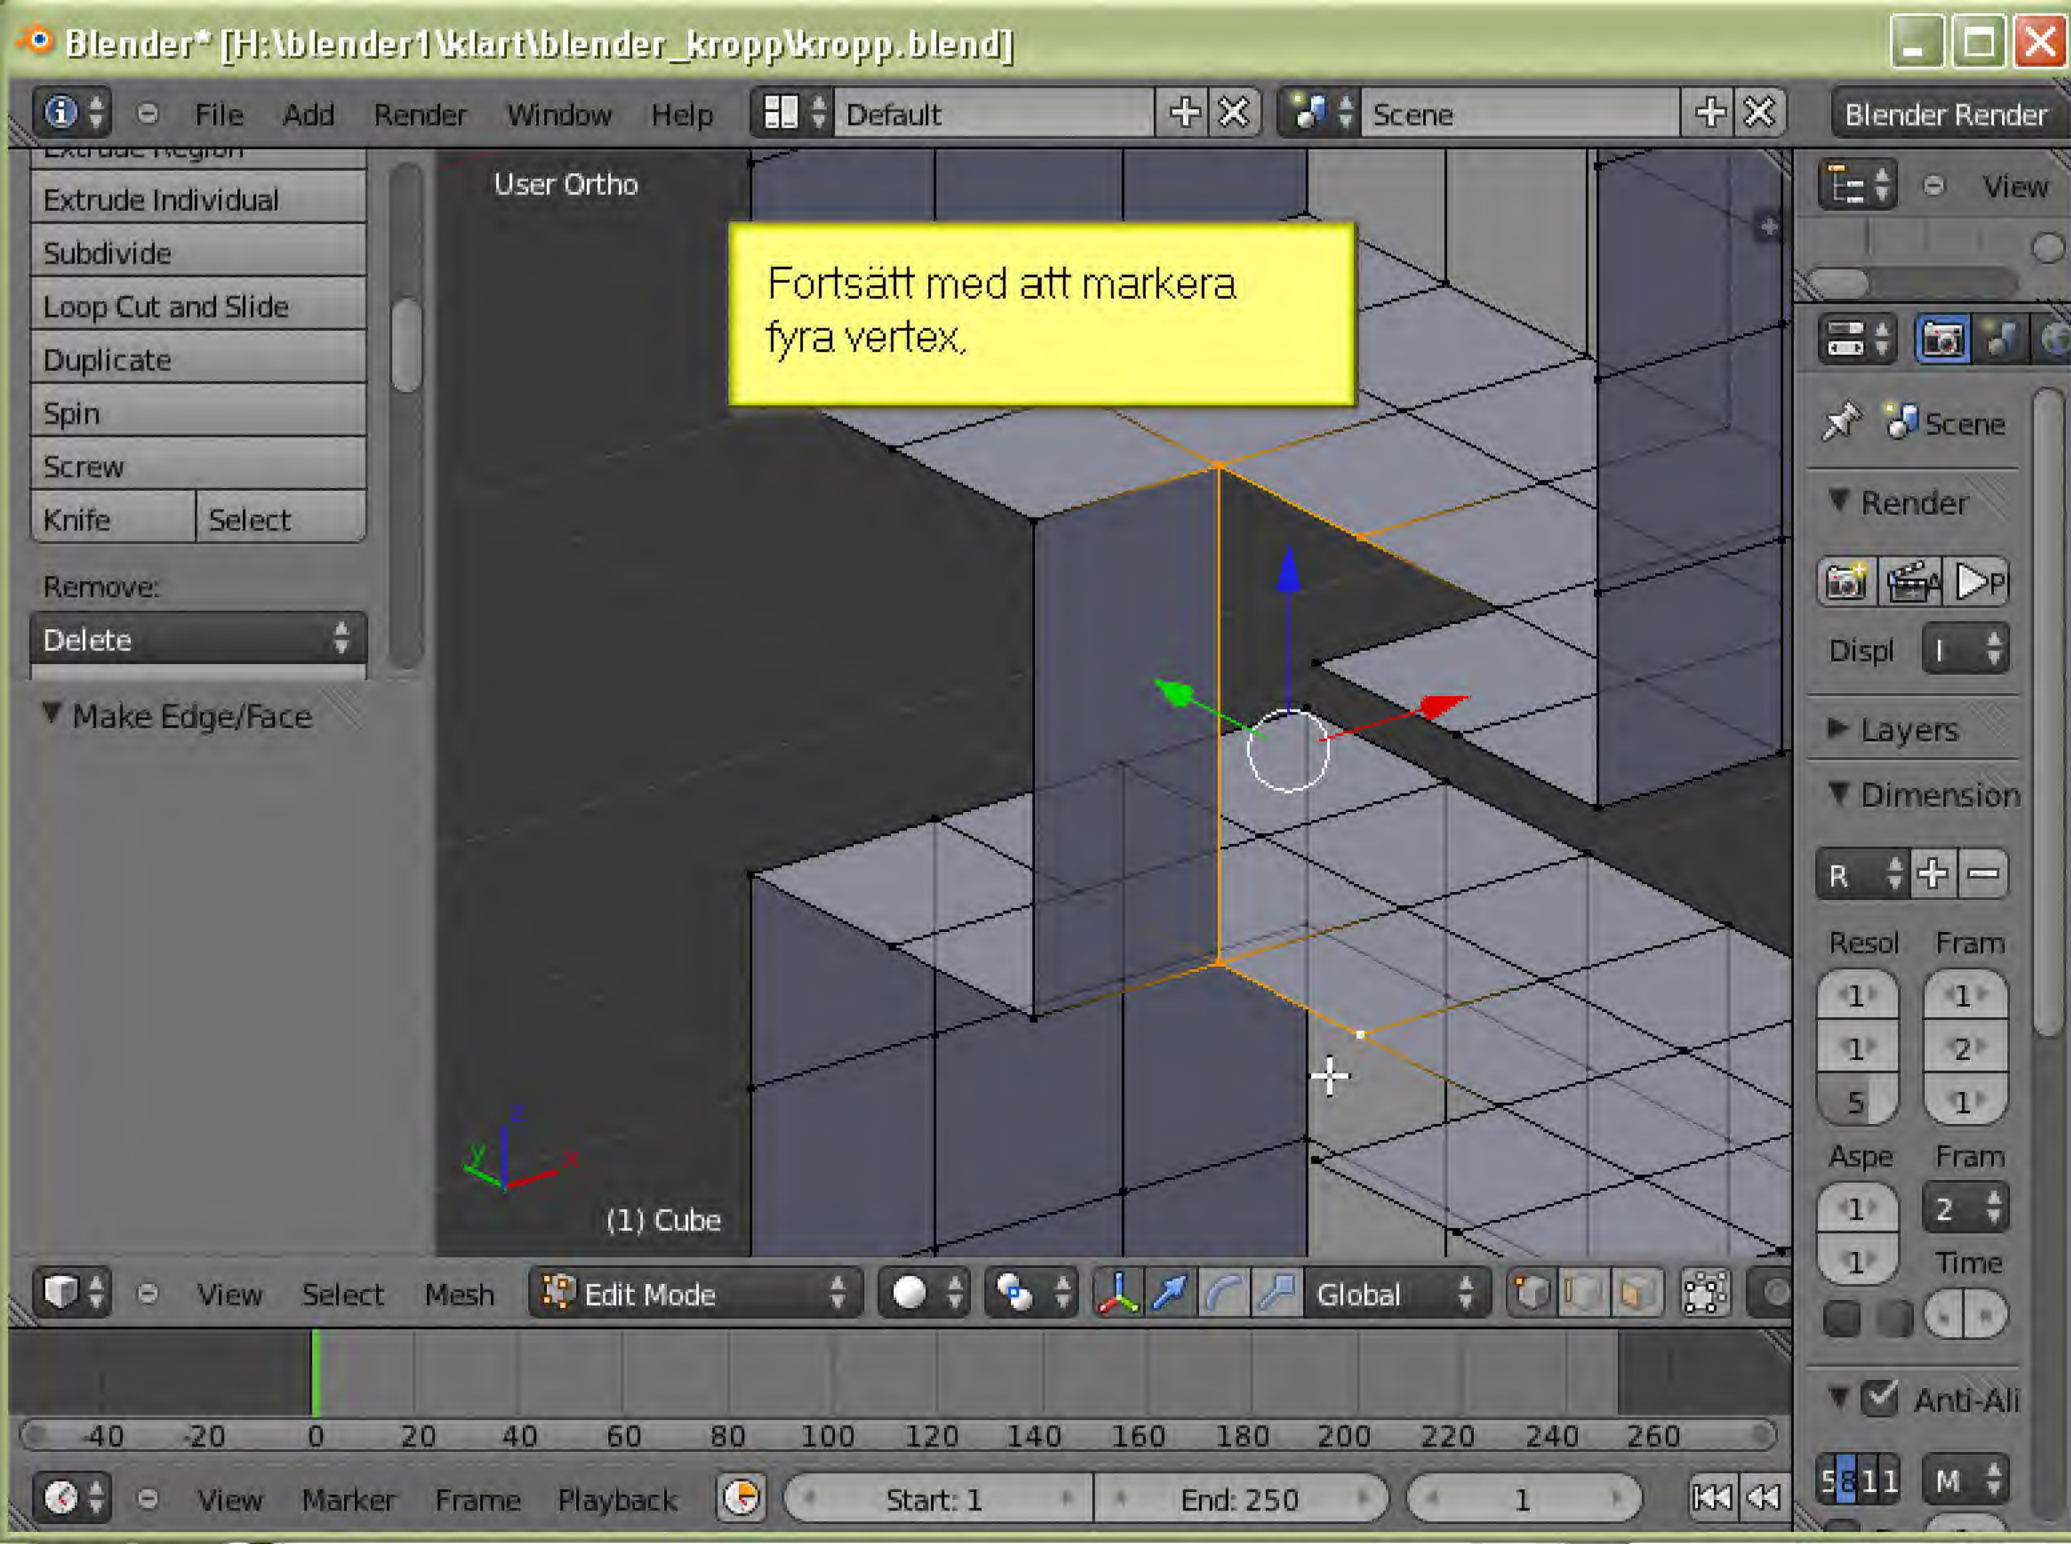 Blender* [H:\blender1\klart\blender_kropp\kropp.blend]
File Add Render Window Help Default Scene Blender Render
Extrude Region
Extrude Individual
Subdivide
Loop Cut and Slide
Duplicate
Spin
Screw
Knife Select
Remove:
Delete
Make Edge/Face
User Ortho
Fortsätt med att markera
fyra vertex,
z
y x
(1) Cube
View
Scene
Render
P
Displ I
Layers
Dimension
R
Resol Fram
1 1
1 2
5 1
Aspe Fram
1 2
1 Time
Anti-Ali
5 8 11 M
View Select Mesh Edit Mode Global
-40 -20 0 20 40 60 80 100 120 140 160 180 200 220 240 260
View Marker Frame Playback Start: 1 End: 250 1